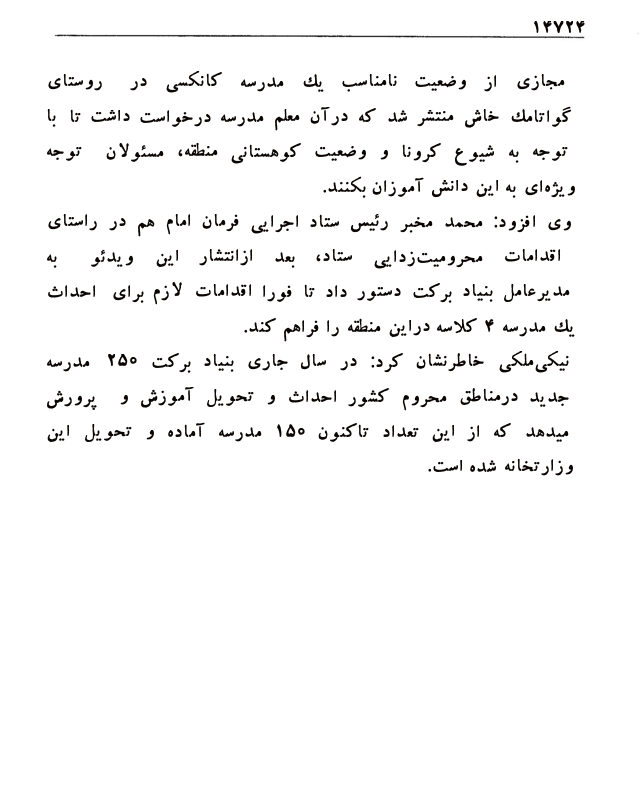 ۱۴۷۲۴
مجازی از وضعیت نامناسب یك مدرسه کانکسی در روستای
گواتامك خاش منتشر شد که درآن معلم مدرسه درخواست داشت تا با
توجه به شیوع کرونا و وضعیت کوهستانی منطقه، مسئولان توجه
ویژه‌ای به این دانش آموزان بکنند.
وی افزود: محمد مخبر رئیس ستاد اجرایی فرمان امام هم در راستای
اقدامات محرومیت‌زدایی ستاد، بعد ازانتشار این ویدئو به
مدیرعامل بنیاد برکت دستور داد تا فورا اقدامات لازم برای احداث
یك مدرسه ۴ کلاسه دراین منطقه را فراهم کند.
نیکی‌ملکی خاطرنشان کرد: در سال جاری بنیاد برکت ۲۵۰ مدرسه
جدید درمناطق محروم کشور احداث و تحویل آموزش و پرورش
میدهد که از این تعداد تاکنون ۱۵۰ مدرسه آماده و تحویل این
وزارتخانه شده است.